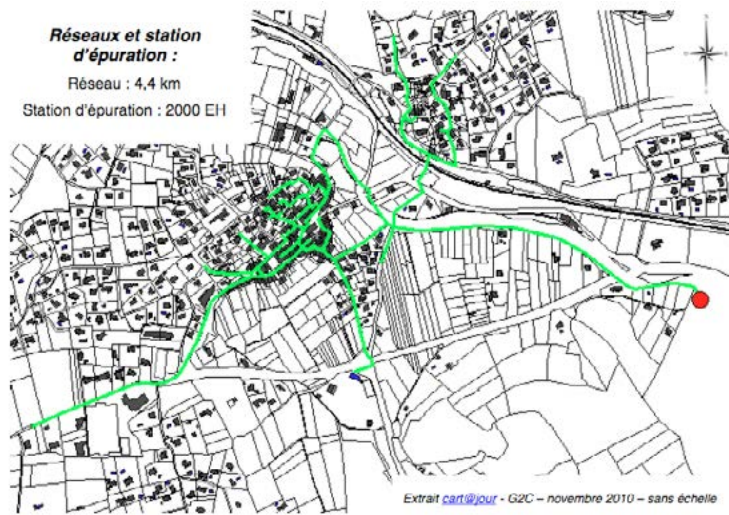 Réseaux et station
d'épuration :
Réseau : 4,4 km
Station d'épuration : 2000 EH
Extrait cart@jour - G2C – novembre 2010 – sans échelle